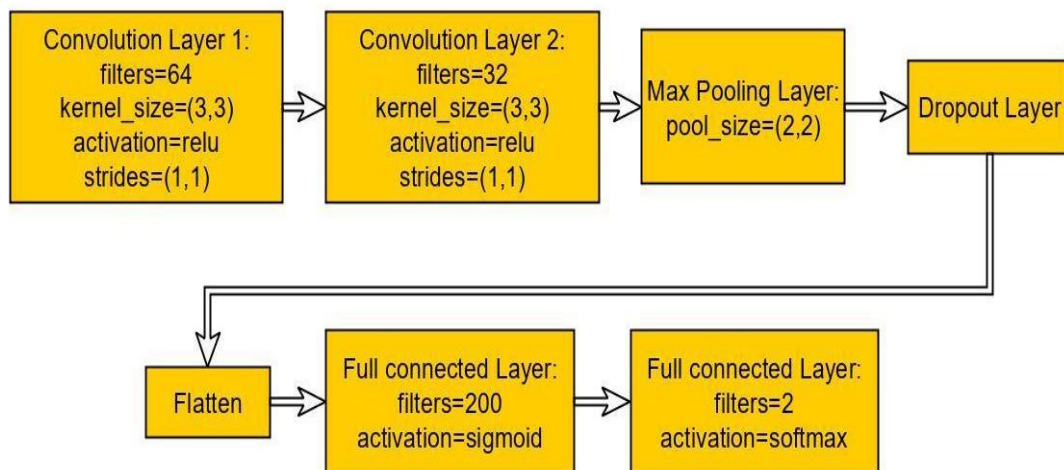 Convolution Layer 1:
filters=64
kernel_size=(3,3)
activation=relu
strides=(1,1)
Convolution Layer 2:
filters=32
kernel_size=(3,3)
activation=relu
strides=(1,1)
Max Pooling Layer:
pool_size=(2,2)
Dropout Layer
Flatten
Full connected Layer:
filters=200
activation=sigmoid
Full connected Layer:
filters=2
activation=softmax